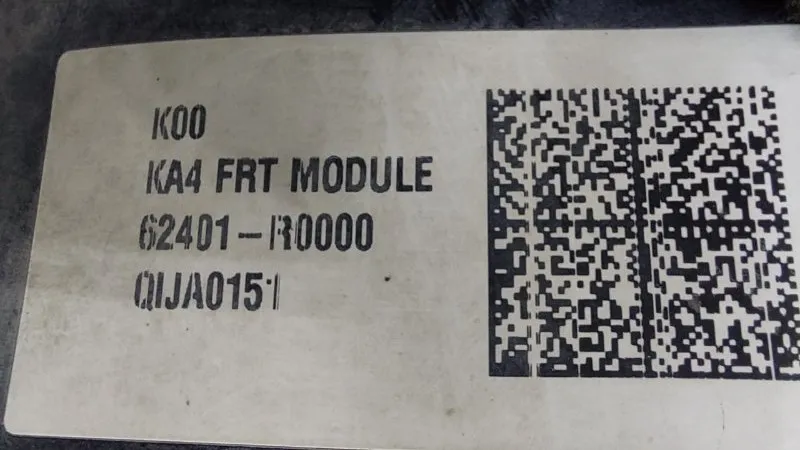 K00
KA4 FRT MODULE
62401-R0000
QIJA0151